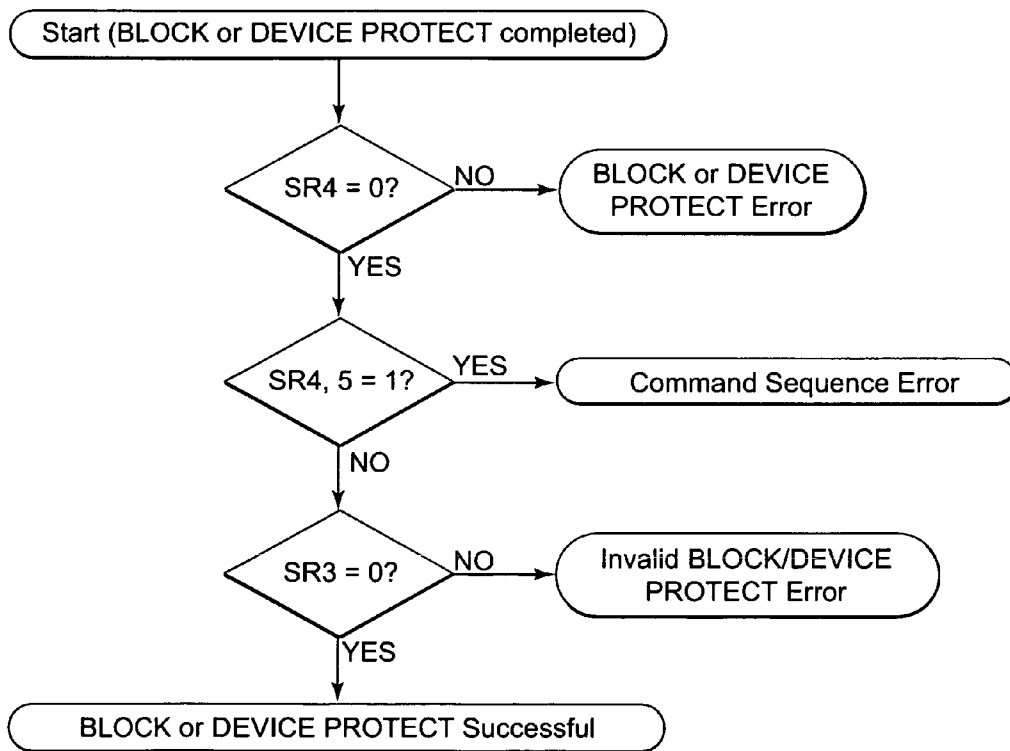 Start (BLOCK or DEVICE PROTECT completed)
SR4 = 0?
NO
BLOCK or DEVICE
PROTECT Error
YES
SR4, 5 = 1?
YES
Command Sequence Error
NO
SR3 = 0?
NO
Invalid BLOCK/DEVICE
PROTECT Error
YES
BLOCK or DEVICE PROTECT Successful